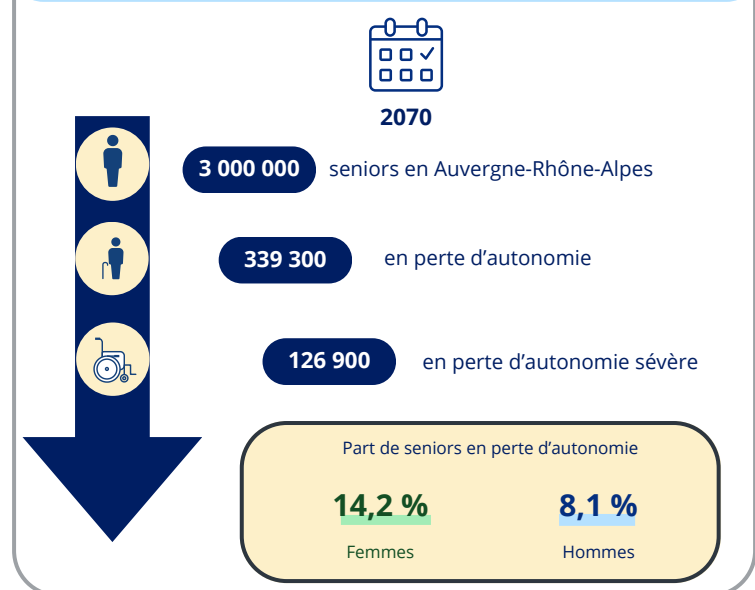 2070
3 000 000 seniors en Auvergne-Rhône-Alpes
339 300 en perte d’autonomie
126 900 en perte d’autonomie sévère
Part de seniors en perte d’autonomie
14,2 % 8,1 %
Femmes Hommes